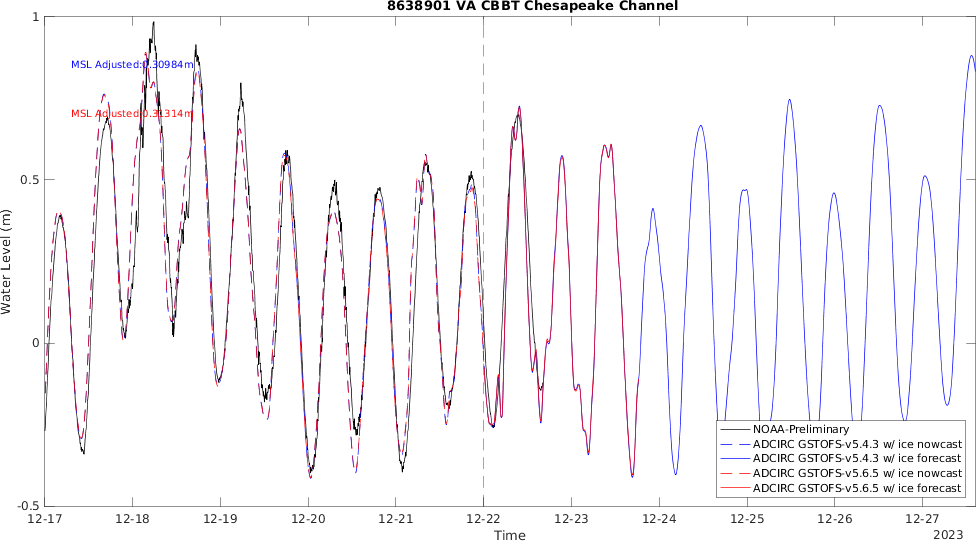 8638901 VA CBBT Chesapeake Channel
1
MSL Adjusted:0.30984m
MSL Adjusted:0.31314m
0.5
Water Level (m)
0
-0.5
NOAA-Preliminary
ADCIRC GSTOFS-v5.4.3 w/ ice nowcast
ADCIRC GSTOFS-v5.4.3 w/ ice forecast
ADCIRC GSTOFS-v5.6.5 w/ ice nowcast
ADCIRC GSTOFS-v5.6.5 w/ ice forecast
12-17 12-18 12-19 12-20 12-21 12-22 12-23 12-24 12-25 12-26 12-27
Time
2023